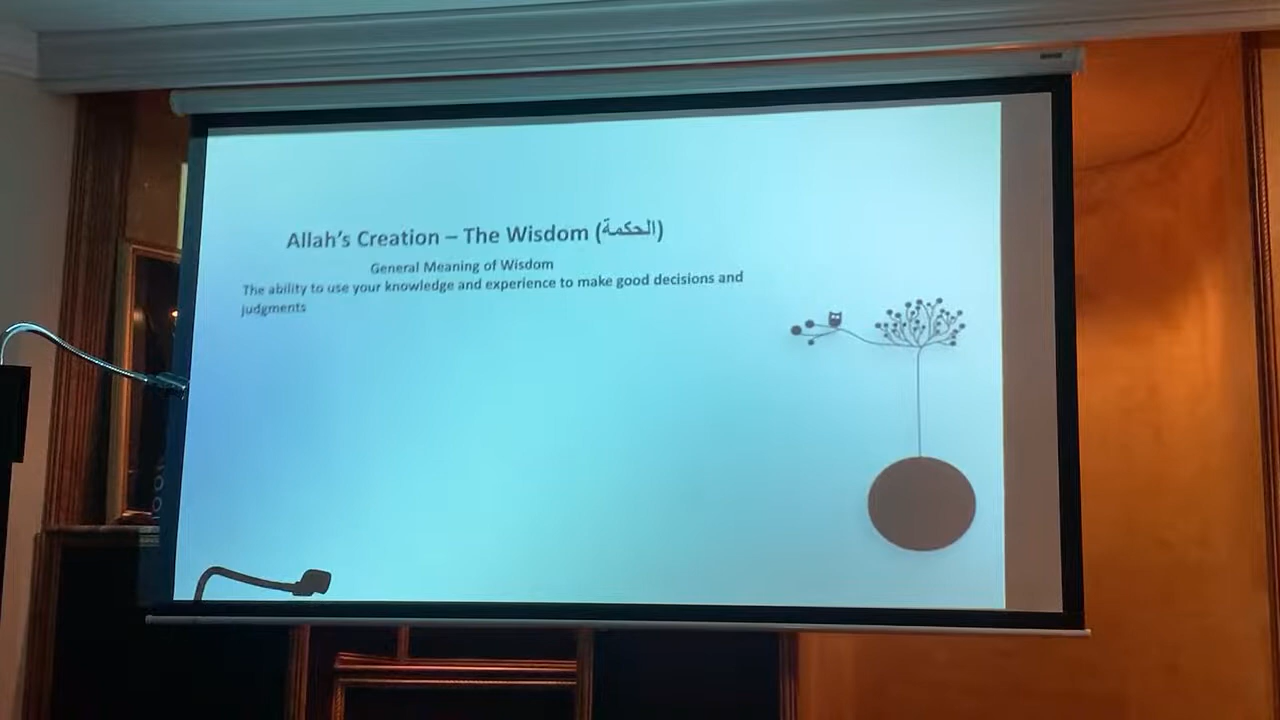 Allah's Creation – The Wisdom (الحكمة)
General Meaning of Wisdom
The ability to use your knowledge and experience to make good decisions and
judgments